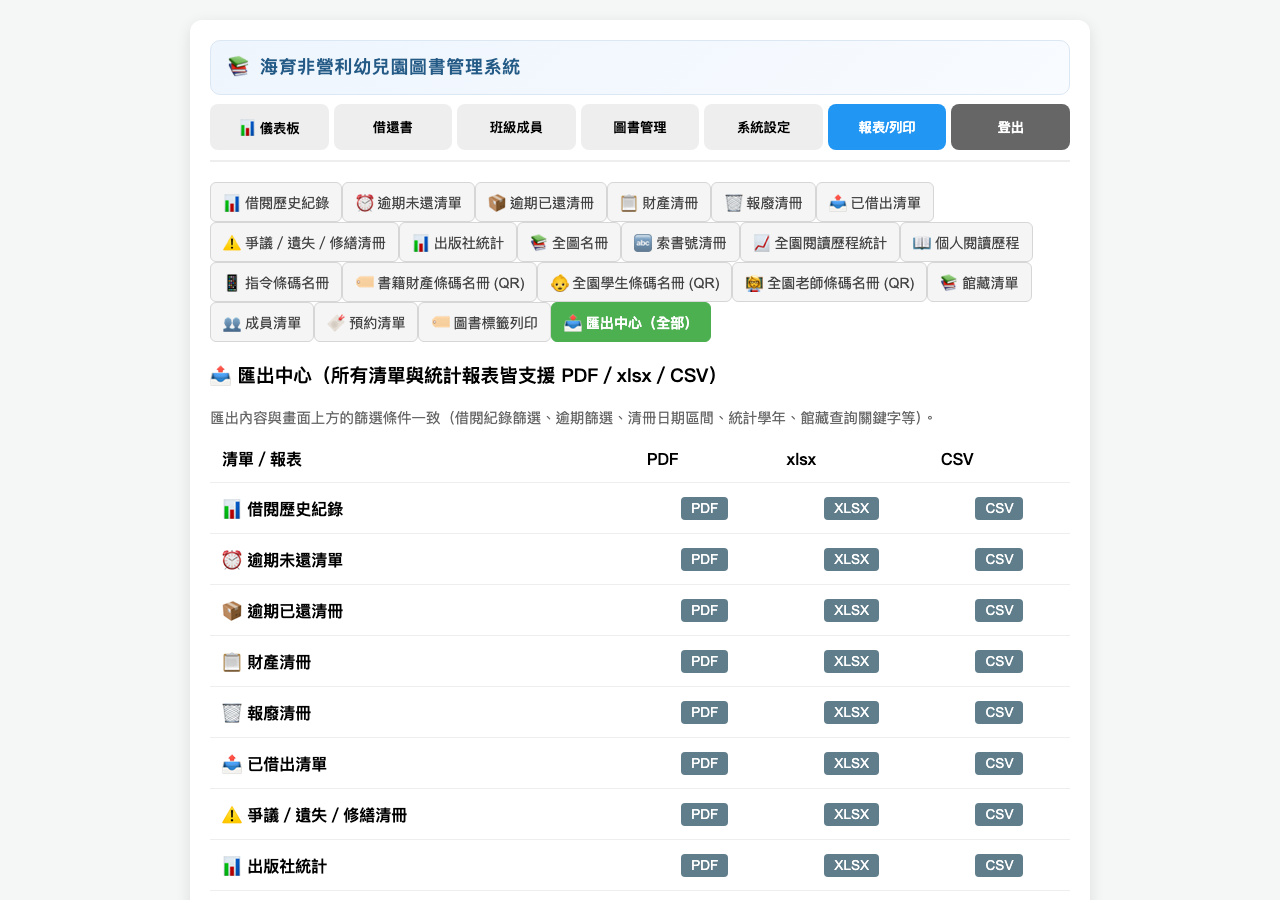 📚 海育非營利幼兒園圖書管理系統
📊 儀表板 借還書 班級成員 圖書管理 系統設定 報表/列印 登出
📊 借閱歷史紀錄 ⏰ 逾期未還清單 📦 逾期已還清冊 📋 財產清冊 🗑️ 報廢清冊 📤 已借出清單
⚠️ 爭議 / 遺失 / 修繕清冊 📊 出版社統計 📚 全圖名冊 🔤 索書號清冊 📈 全園閱讀歷程統計 📖 個人閱讀歷程
📱 指令條碼名冊 🏷️ 書籍財產條碼名冊 (QR) 👶 全園學生條碼名冊 (QR) 👩‍🏫 全園老師條碼名冊 (QR) 📚 館藏清單
👥 成員清單 🔖 預約清單 🏷️ 圖書標籤列印 📤 匯出中心（全部）
📤 匯出中心（所有清單與統計報表皆支援 PDF / xlsx / CSV）
匯出內容與畫面上方的篩選條件一致（借閱紀錄篩選、逾期篩選、清冊日期區間、統計學年、館藏查詢關鍵字等）。
清單 / 報表 PDF xlsx CSV
📊 借閱歷史紀錄 PDF XLSX CSV
⏰ 逾期未還清單 PDF XLSX CSV
📦 逾期已還清冊 PDF XLSX CSV
📋 財產清冊 PDF XLSX CSV
🗑️ 報廢清冊 PDF XLSX CSV
📤 已借出清單 PDF XLSX CSV
⚠️ 爭議 / 遺失 / 修繕清冊 PDF XLSX CSV
📊 出版社統計 PDF XLSX CSV